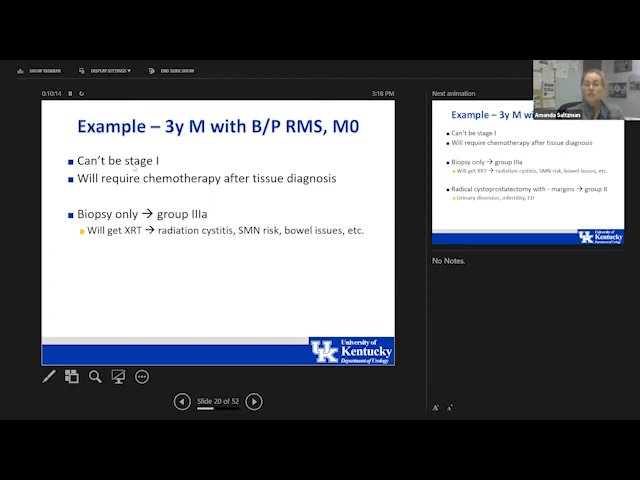 SHOW TASKBAR
DISPLAY SETTINGS
END SLIDE SHOW
0:10:14
3:18 PM
Example – 3y M with B/P RMS, M0
Can't be stage I
Will require chemotherapy after tissue diagnosis
Biopsy only → group IIIa
Will get XRT → radiation cystitis, SMN risk, bowel issues, etc.
UK
University of
Kentucky
Department of Urology
Slide 20 of 52
Amanda Saltzman
Next animation
Example – 3y M w
Can't be stage I
Will require chemotherapy after tissue diagnosis
Biopsy only → group IIIa
Will get XRT → radiation cystitis, SMN risk, bowel issues, etc.
Radical cystoprostatectomy with - margins → group II
Urinary diversion, infertility, ED
UK
University of
Kentucky
Department of Urology
No Notes.
A A